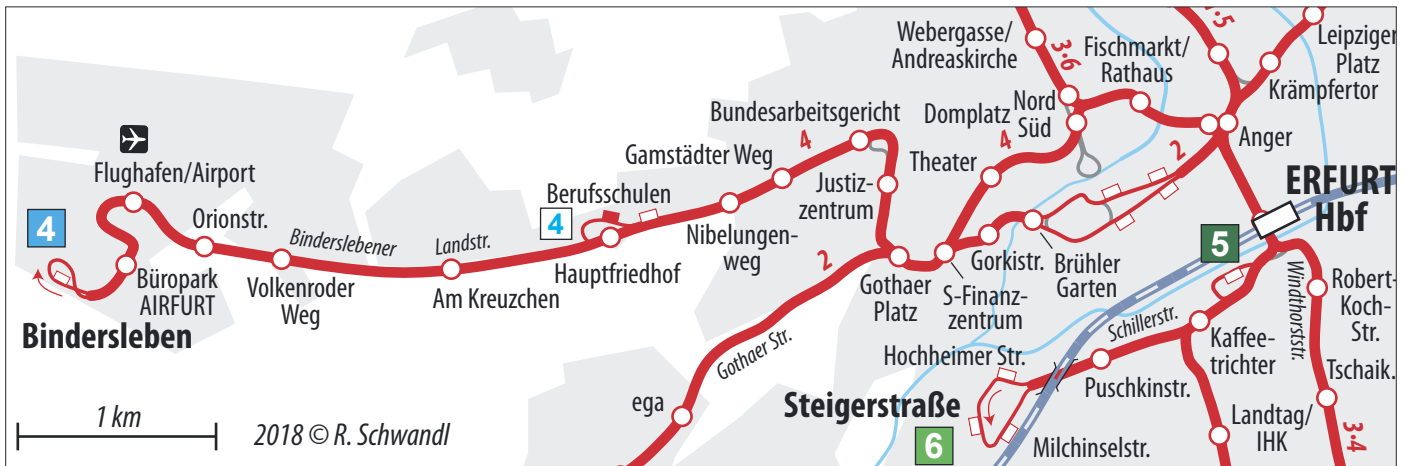 Webergasse/
Andreaskirche
3·6
Fischmarkt/
Rathaus
·5
Leipziger
Platz
Krämpfertor
Bundesarbeitsgericht
Domplatz
Nord
Süd
Anger
4
4
2
Gamstädter Weg
Theater
Flughafen/Airport
Berufsschulen
Justiz-
zentrum
ERFURT
Hbf
4
Orionstr.
Binderslebener
Landstr.
4
Nibelungen-
weg
2
5
Büropark
AIRFURT
Volkenroder
Weg
Am Kreuzchen
Hauptfriedhof
Gothaer
Platz
S-Finanz-
zentrum
Gorkistr.
Brühler
Garten
Windthorststr.
Robert-
Koch-
Str.
Bindersleben
Gothaer Str.
Schillerstr.
Kaffee-
trichter
Hochheimer Str.
Puschkinstr.
Tschaik.
ega
Steigerstraße
6
Milchinselstr.
Landtag/
IHK
3·4
1 km
2018 © R. Schwandl